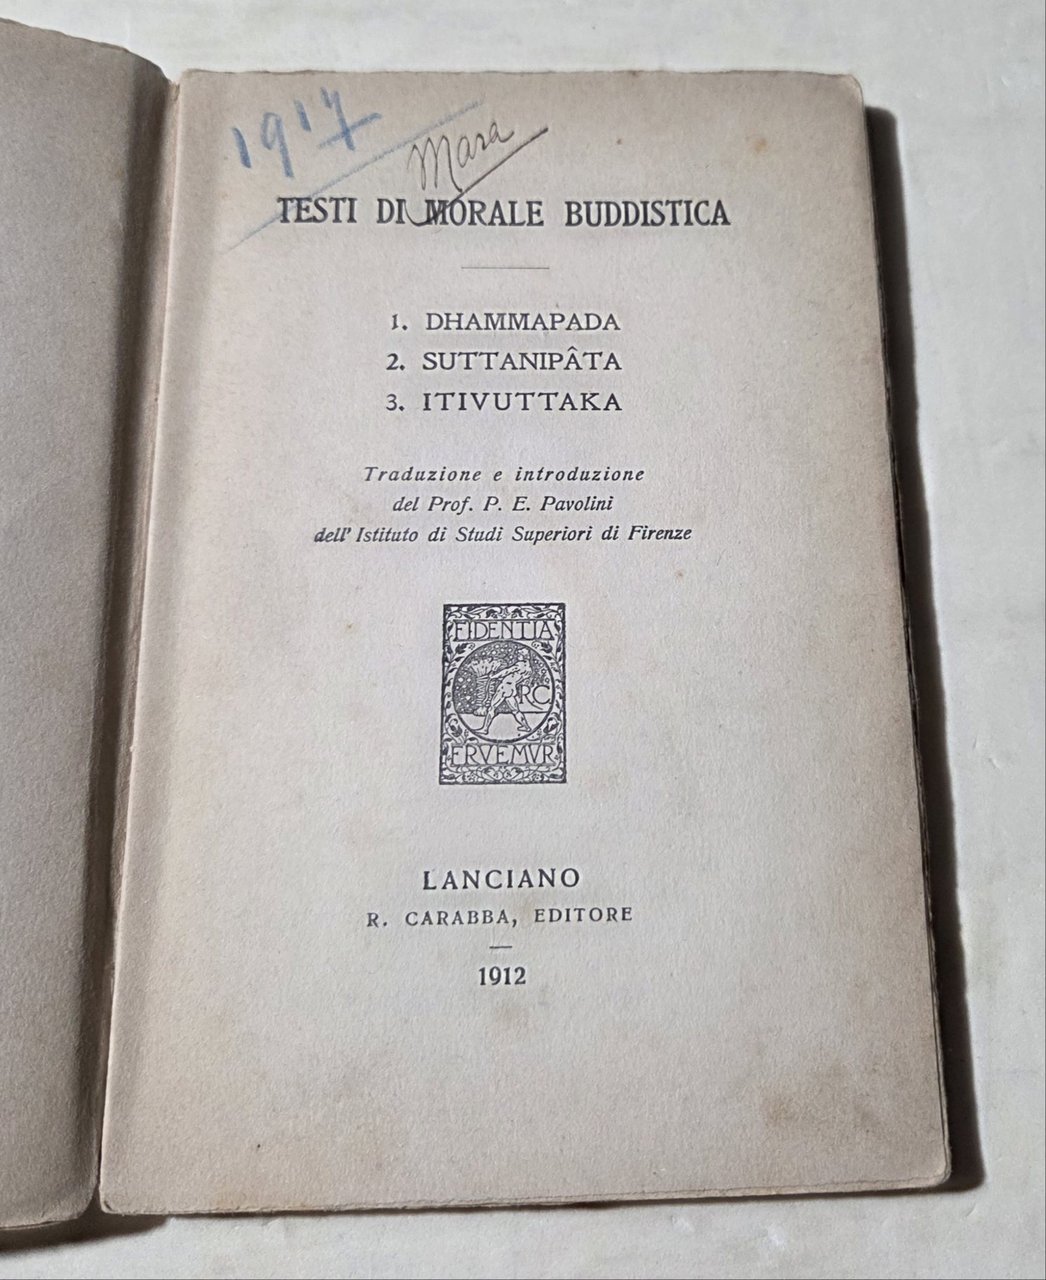 1917
Mara
TESTI DI MORALE BUDDISTICA
1. DHAMMAPADA
2. SUTTANIPÂTA
3. ITIVUTTAKA
Traduzione e introduzione
del Prof. P. E. Pavolini
dell' Istituto di Studi Superiori di Firenze
FIDENTIA
RC
ERVEMVR
LANCIANO
R. CARABBA, EDITORE
1912